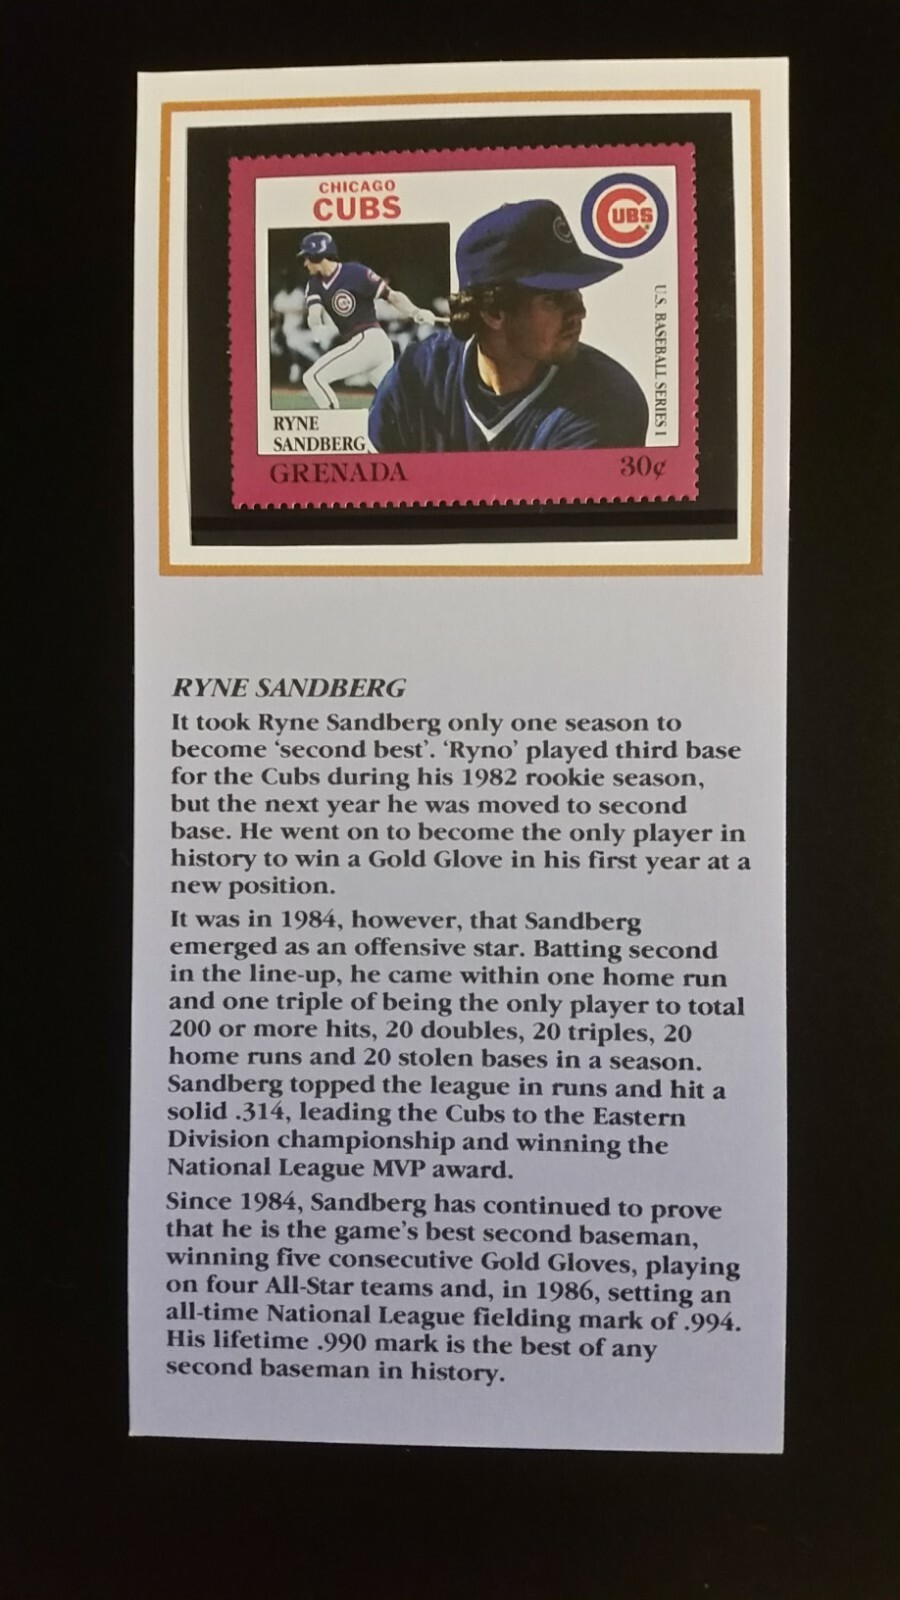 CHICAGO
CUBS
CUBS
U.S. BASEBALL SERIES I
RYNE
SANDBERG
GRENADA
30¢
RYNE SANDBERG
It took Ryne Sandberg only one season to
become ‘second best’. ‘Ryno’ played third base
for the Cubs during his 1982 rookie season,
but the next year he was moved to second
base. He went on to become the only player in
history to win a Gold Glove in his first year at a
new position.
It was in 1984, however, that Sandberg
emerged as an offensive star. Batting second
in the line-up, he came within one home run
and one triple of being the only player to total
200 or more hits, 20 doubles, 20 triples, 20
home runs and 20 stolen bases in a season.
Sandberg topped the league in runs and hit a
solid .314, leading the Cubs to the Eastern
Division championship and winning the
National League MVP award.
Since 1984, Sandberg has continued to prove
that he is the game’s best second baseman,
winning five consecutive Gold Gloves, playing
on four All-Star teams and, in 1986, setting an
all-time National League fielding mark of .994.
His lifetime .990 mark is the best of any
second baseman in history.